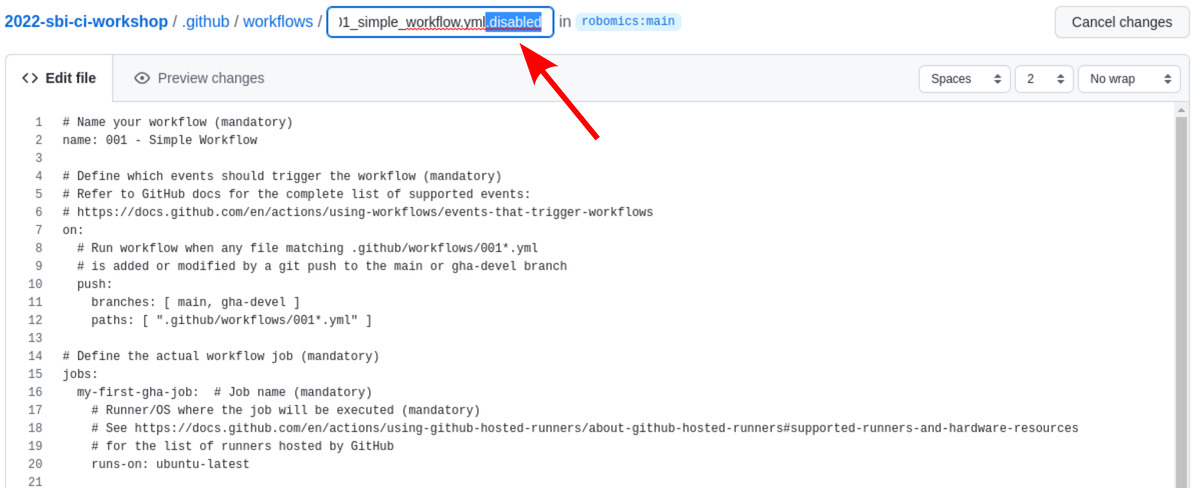 2022-sbi-ci-workshop / .github / workflows / 01_simple_workflow.yml.disabled in robomics:main Cancel changes
<> Edit file Preview changes Spaces 2 No wrap
1 # Name your workflow (mandatory)
2 name: 001 - Simple Workflow
3
4 # Define which events should trigger the workflow (mandatory)
5 # Refer to GitHub docs for the complete list of supported events:
6 # https://docs.github.com/en/actions/using-workflows/events-that-trigger-workflows
7 on:
8 # Run workflow when any file matching .github/workflows/001*.yml
9 # is added or modified by a git push to the main or gha-devel branch
10 push:
11 branches: [ main, gha-devel ]
12 paths: [ ".github/workflows/001*.yml" ]
13
14 # Define the actual workflow job (mandatory)
15 jobs:
16 my-first-gha-job: # Job name (mandatory)
17 # Runner/OS where the job will be executed (mandatory)
18 # See https://docs.github.com/en/actions/using-github-hosted-runners/about-github-hosted-runners#supported-runners-and-hardware-resources
19 # for the list of runners hosted by GitHub
20 runs-on: ubuntu-latest
21